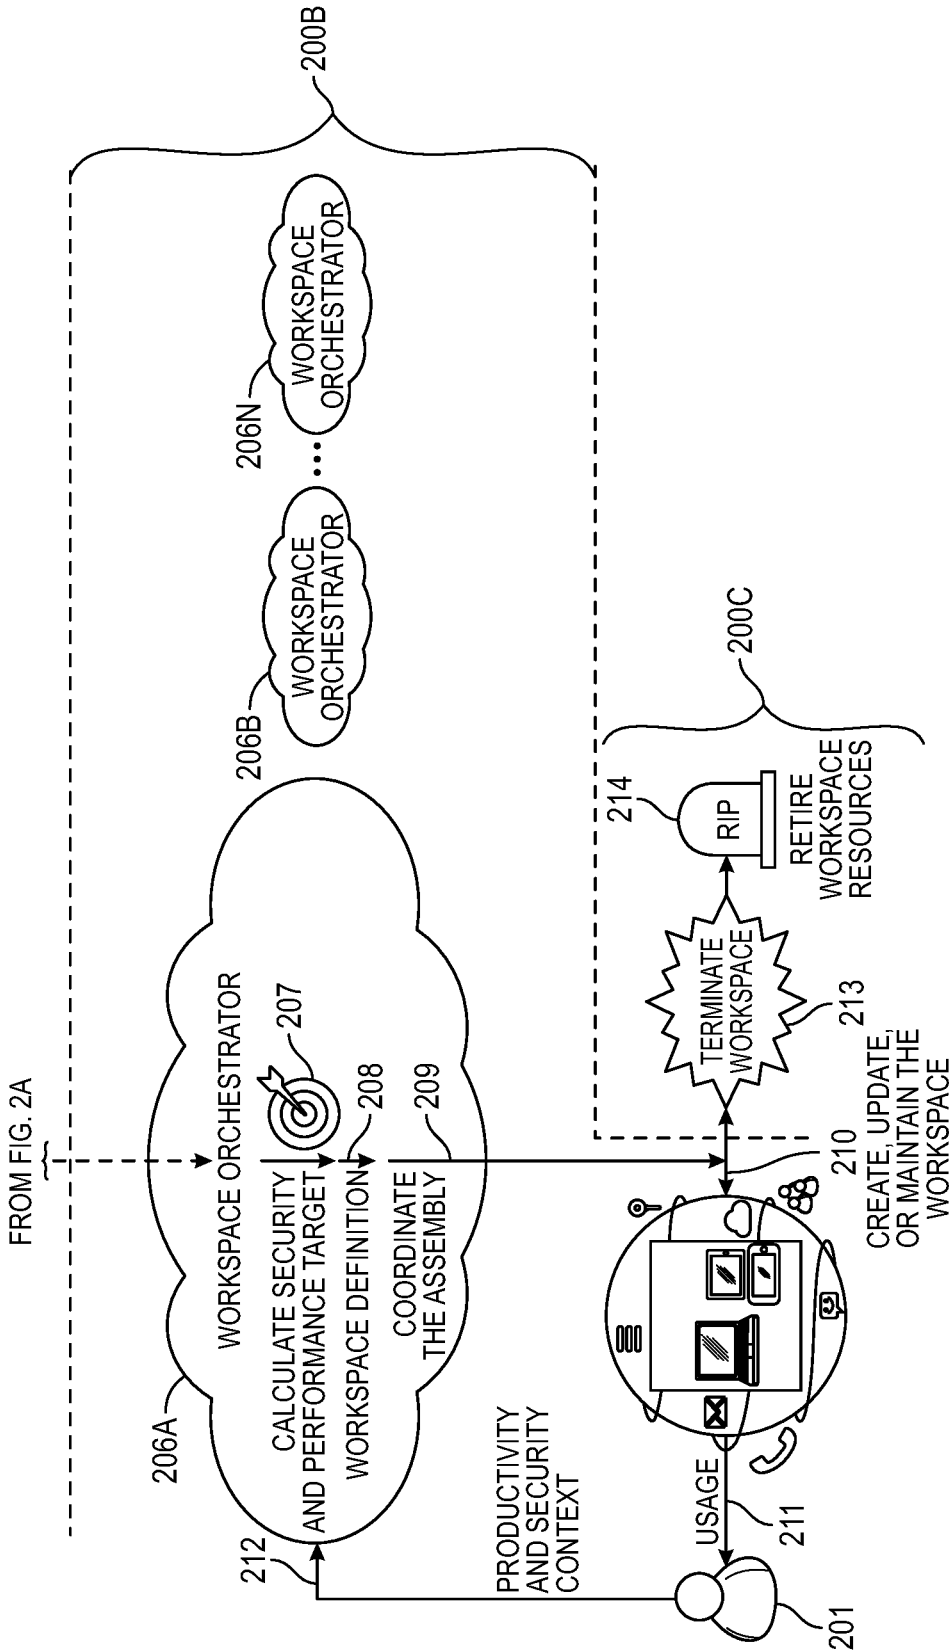 FROM FIG. 2A
206A
WORKSPACE ORCHESTRATOR
CALCULATE SECURITY
AND PERFORMANCE TARGET
207
WORKSPACE DEFINITION
208
COORDINATE
THE ASSEMBLY
209
212
206B
WORKSPACE
ORCHESTRATOR
206N
WORKSPACE
ORCHESTRATOR
200B
PRODUCTIVITY
AND SECURITY
CONTEXT
USAGE
211
201
210
CREATE, UPDATE,
OR MAINTAIN THE
WORKSPACE
TERMINATE
WORKSPACE
213
214
RIP
RETIRE
WORKSPACE
RESOURCES
200C